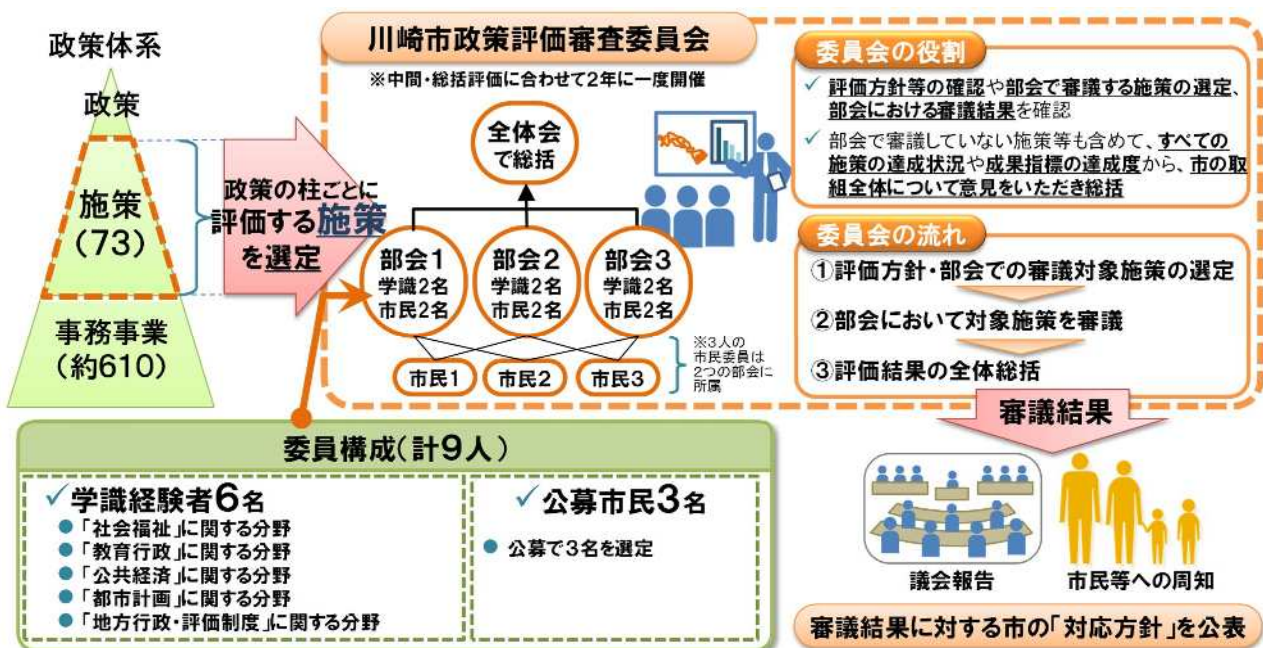 政策体系
政策
施策
(73)
事務事業
(約610)
政策の柱ごとに
評価する施策
を選定
川崎市政策評価審査委員会
※中間・総括評価に合わせて2年に一度開催
全体会
で総括
部会1
学識2名
市民2名
部会2
学識2名
市民2名
部会3
学識2名
市民2名
市民1
市民2
市民3
※3人の
市民委員は
2つの部会に
所属
委員会の役割
✓ 評価方針等の確認や部会で審議する施策の選定、
部会における審議結果を確認
✓ 部会で審議していない施策等も含めて、すべての
施策の達成状況や成果指標の達成度から、市の取
組全体について意見をいただき総括
委員会の流れ
①評価方針・部会での審議対象施策の選定
②部会において対象施策を審議
③評価結果の全体総括
審議結果
議会報告
市民等への周知
審議結果に対する市の「対応方針」を公表
委員構成(計9人)
✓学識経験者6名
●「社会福祉」に関する分野
●「教育行政」に関する分野
●「公共経済」に関する分野
●「都市計画」に関する分野
●「地方行政・評価制度」に関する分野
✓公募市民3名
● 公募で3名を選定